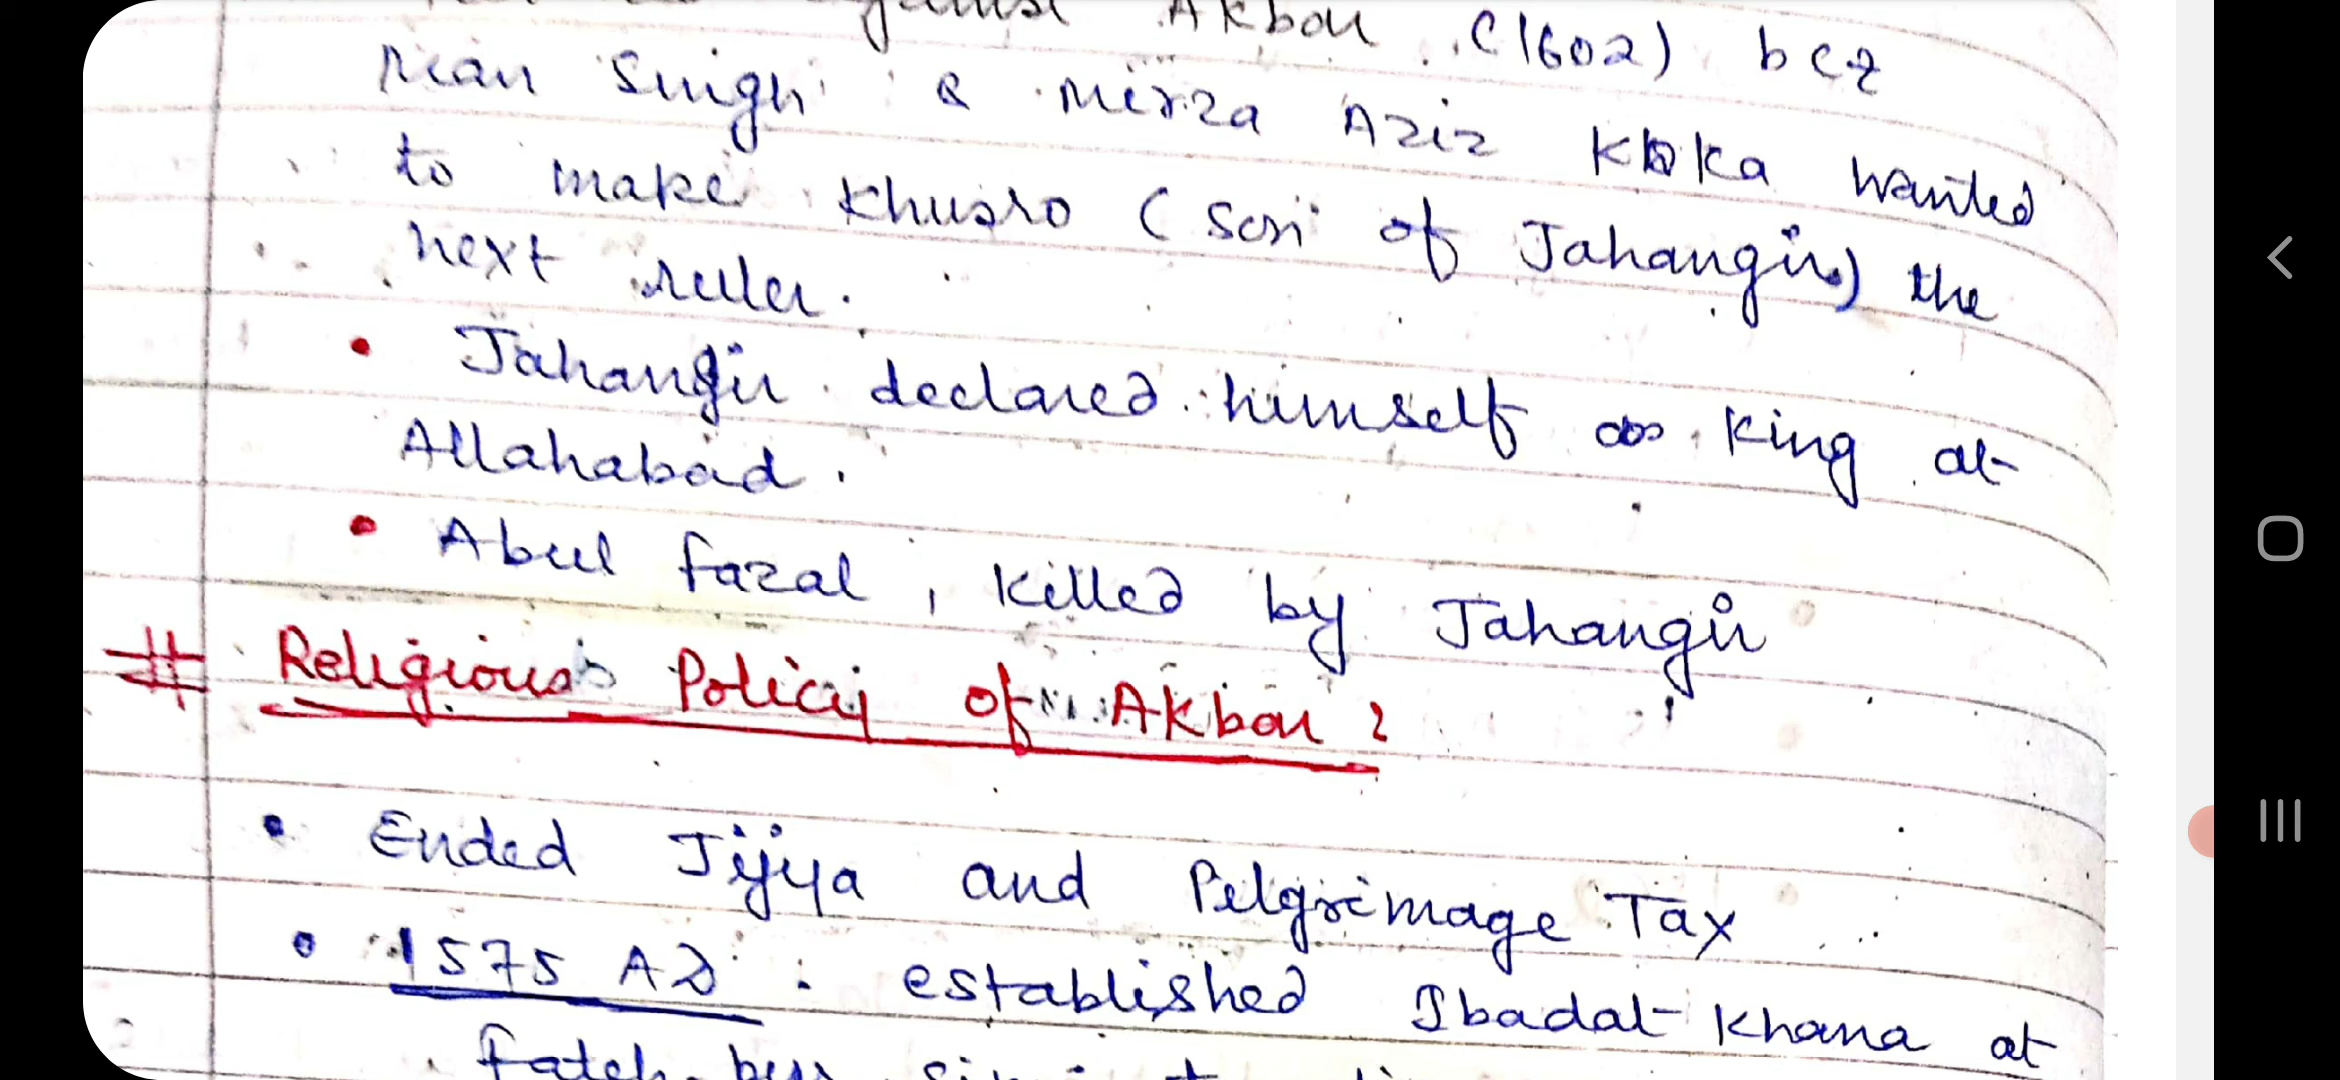 against Akbar (1602) bcz
Man Singh & Mirza Aziz Koka wanted
to make Khusro (son of Jahangir) the
next ruler.
• Jahangir declared himself as King at
Allahabad.
• Abul fazal, killed by Jahangir
# Religious Policy of Akbar :
• Ended Jijya and Pelgrimage Tax
• 1575 AD : established Ibadat Khana at